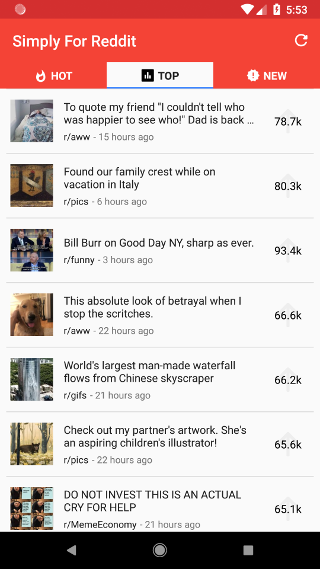 5:53
Simply For Reddit
HOT
TOP
NEW
To quote my friend "I couldn't tell who
was happier to see who!" Dad is back ...
r/aww - 15 hours ago
78.7k
Found our family crest while on
vacation in Italy
r/pics - 6 hours ago
80.3k
Bill Burr on Good Day NY, sharp as ever.
r/funny - 3 hours ago
93.4k
This absolute look of betrayal when I
stop the scritches.
r/aww - 22 hours ago
66.6k
World's largest man-made waterfall
flows from Chinese skyscraper
r/gifs - 21 hours ago
66.2k
Check out my partner's artwork. She's
an aspiring children's illustrator!
r/pics - 22 hours ago
65.6k
DO NOT INVEST THIS IS AN ACTUAL
CRY FOR HELP
r/MemeEconomy - 21 hours ago
65.1k